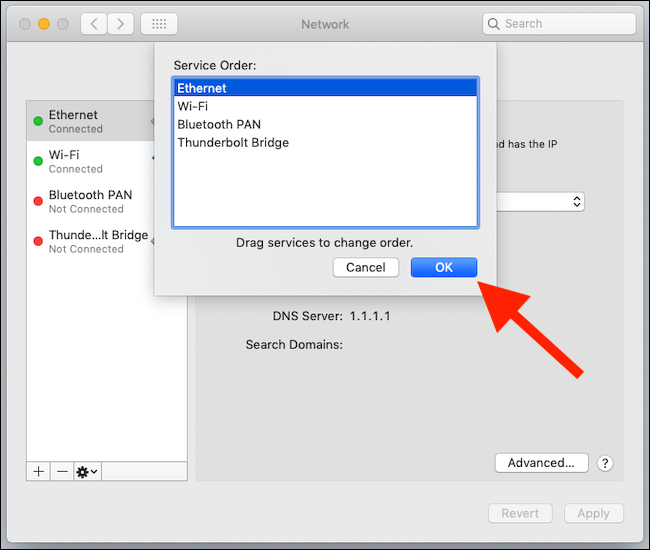 Network
Search
Service Order:
Ethernet
Wi-Fi
Bluetooth PAN
Thunderbolt Bridge
Drag services to change order.
Cancel
OK
Ethernet
Connected
Wi-Fi
Connected
Bluetooth PAN
Not Connected
Thunde...lt Bridge
Not Connected
has the IP
DNS Server: 1.1.1.1
Search Domains:
Advanced...
?
Revert
Apply